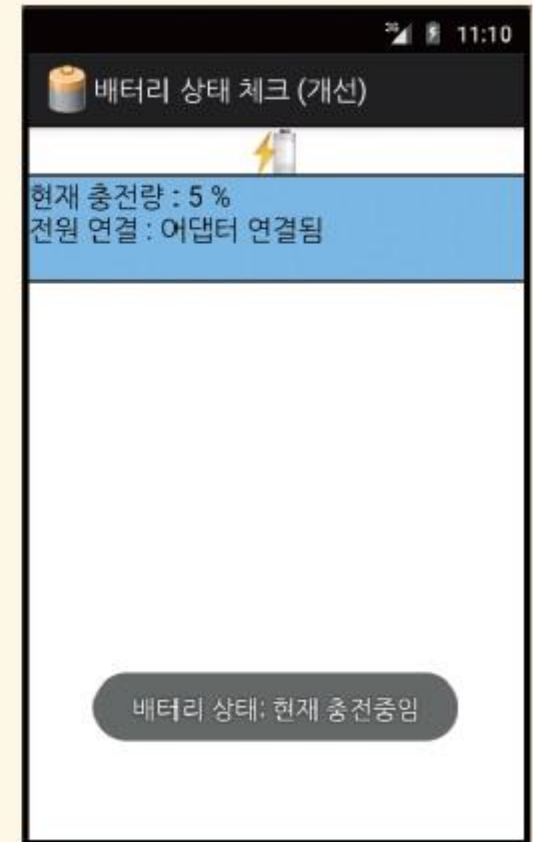 3G 11:10
배터리 상태 체크 (개선)
현재 충전량 : 5 %
전원 연결 : 어댑터 연결됨
배터리 상태: 현재 충전중임